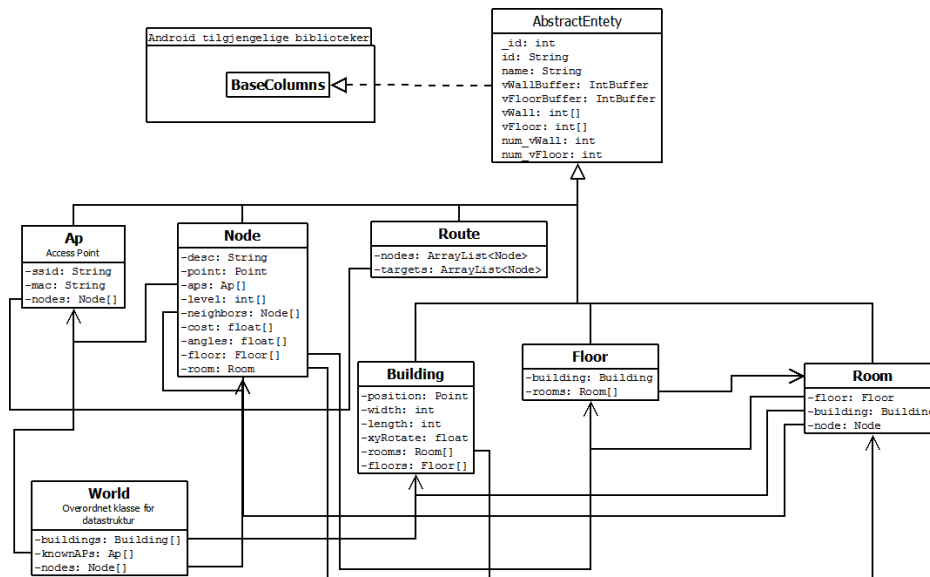 AbstractEntety
_id: int
id: String
name: String
vWallBuffer: IntBuffer
vFloorBuffer: IntBuffer
vWall: int[]
vFloor: int[]
num_vWall: int
num_vFloor: int
Android tilgjengelige biblioteker
BaseColumns
Ap
Access Point
-ssid: String
-mac: String
-nodes: Node[]
Node
-desc: String
-point: Point
-aps: Ap[]
-level: int[]
-neighbors: Node[]
-cost: float[]
-angles: float[]
-floor: Floor[]
-room: Room
Route
-nodes: ArrayList<Node>
-targets: ArrayList<Node>
Building
-position: Point
-width: int
-length: int
-xyRotate: float
-rooms: Room[]
-floors: Floor[]
Floor
-building: Building
-rooms: Room[]
Room
-floor: Floor
-building: Building
-node: Node
World
Overordnet klasse for
datastruktur
-buildings: Building[]
-knownAPs: Ap[]
-nodes: Node[]